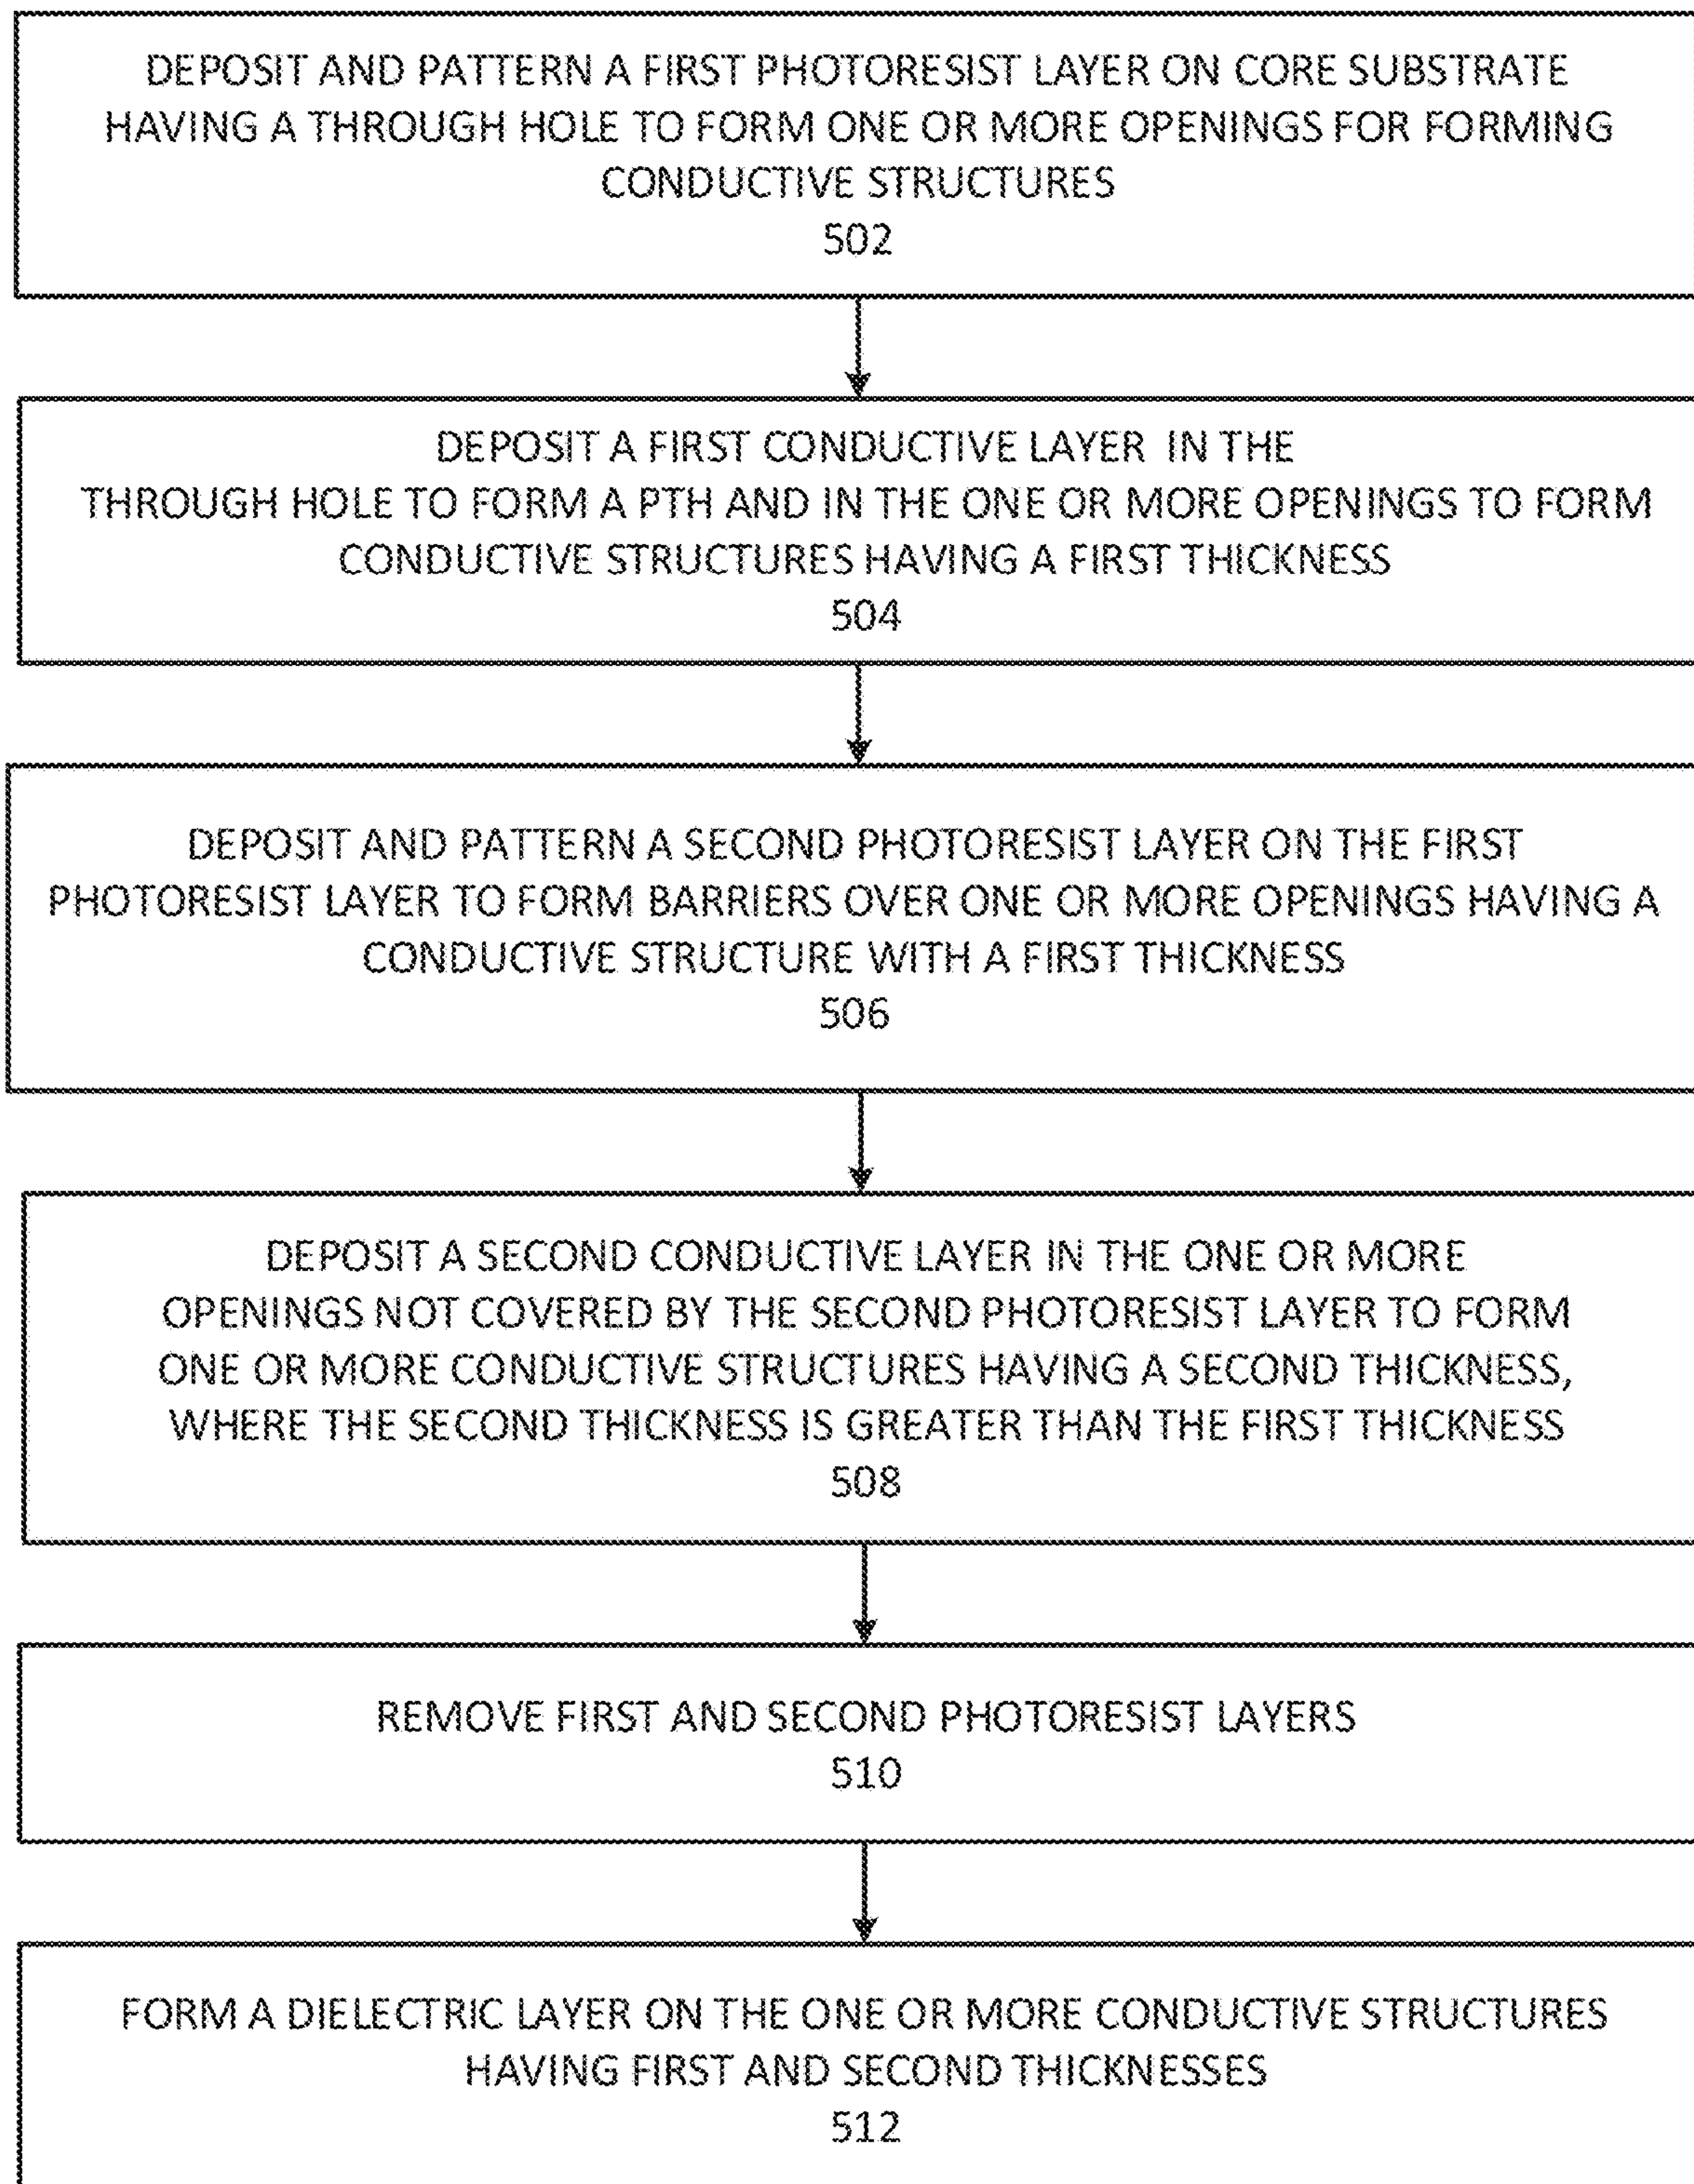 DEPOSIT AND PATTERN A FIRST PHOTORESIST LAYER ON CORE SUBSTRATE
HAVING A THROUGH HOLE TO FORM ONE OR MORE OPENINGS FOR FORMING
CONDUCTIVE STRUCTURES
502
DEPOSIT A FIRST CONDUCTIVE LAYER IN THE
THROUGH HOLE TO FORM A PTH AND IN THE ONE OR MORE OPENINGS TO FORM
CONDUCTIVE STRUCTURES HAVING A FIRST THICKNESS
504
DEPOSIT AND PATTERN A SECOND PHOTORESIST LAYER ON THE FIRST
PHOTORESIST LAYER TO FORM BARRIERS OVER ONE OR MORE OPENINGS HAVING A
CONDUCTIVE STRUCTURE WITH A FIRST THICKNESS
506
DEPOSIT A SECOND CONDUCTIVE LAYER IN THE ONE OR MORE
OPENINGS NOT COVERED BY THE SECOND PHOTORESIST LAYER TO FORM
ONE OR MORE CONDUCTIVE STRUCTURES HAVING A SECOND THICKNESS,
WHERE THE SECOND THICKNESS IS GREATER THAN THE FIRST THICKNESS
508
REMOVE FIRST AND SECOND PHOTORESIST LAYERS
510
FORM A DIELECTRIC LAYER ON THE ONE OR MORE CONDUCTIVE STRUCTURES
HAVING FIRST AND SECOND THICKNESSES
512